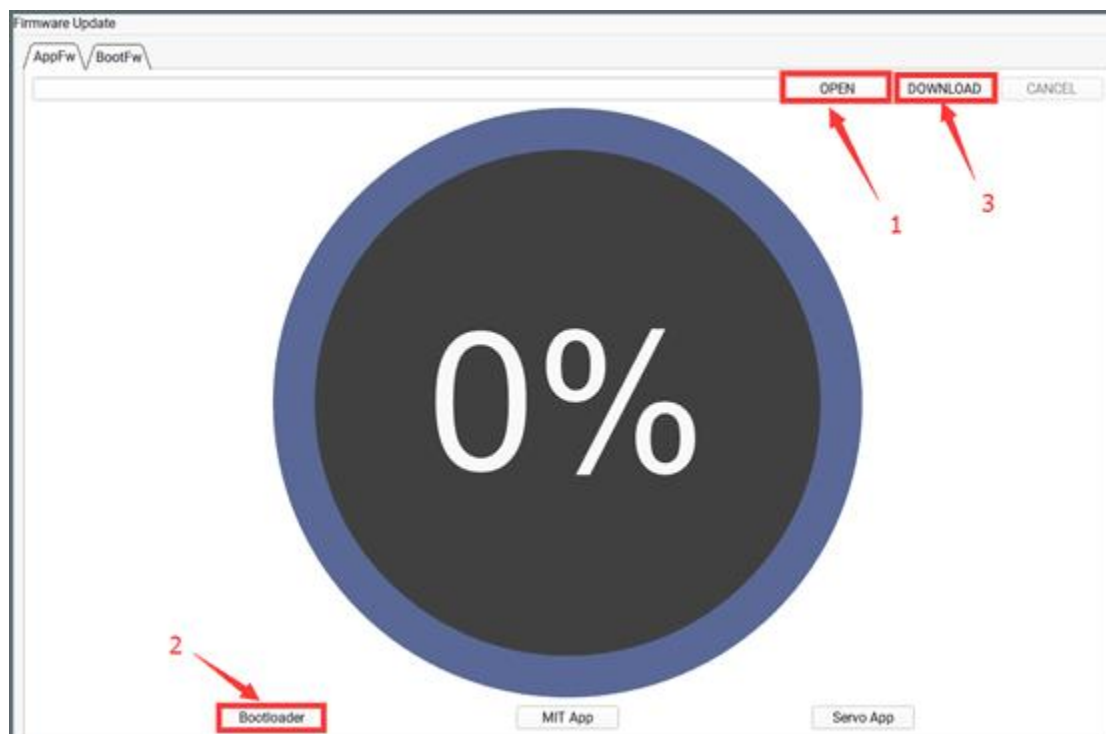 Firmware Update
AppFw BootFw
OPEN DOWNLOAD CANCEL
1
3
0%
2
Bootloader MIT App Servo App